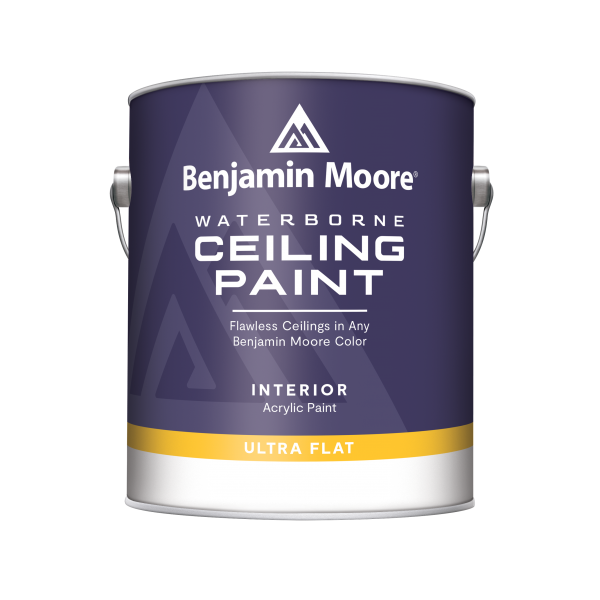 Benjamin Moore®
WATERBORNE
CEILING
PAINT
Flawless Ceilings in Any
Benjamin Moore Color
INTERIOR
Acrylic Paint
ULTRA FLAT